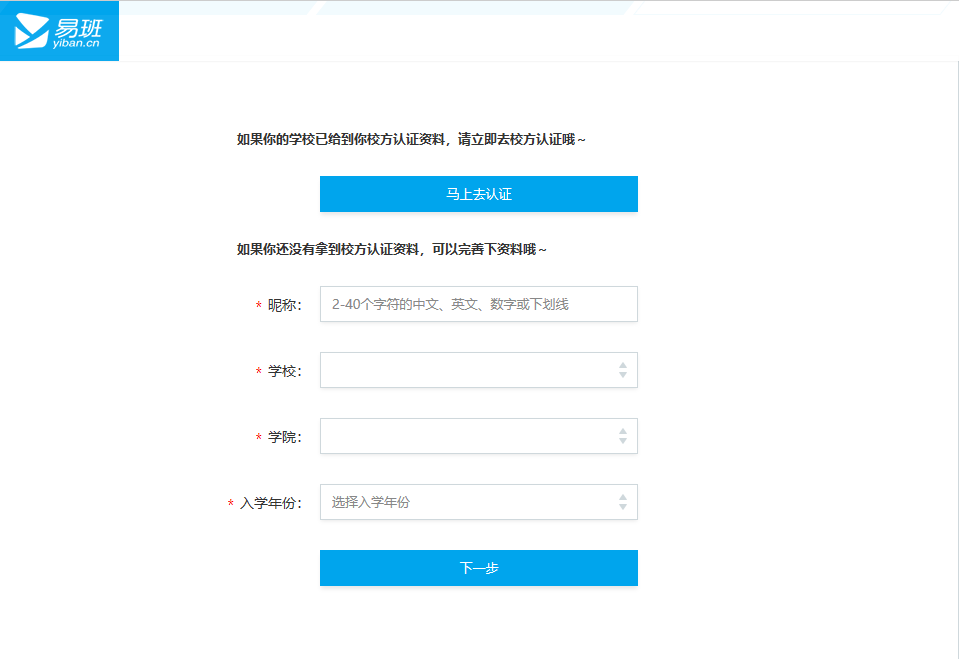 易班
yiban.cn
如果你的学校已给到你校方认证资料，请立即去校方认证哦～
马上去认证
如果你还没有拿到校方认证资料，可以完善下资料哦～
* 昵称： 2-40个字符的中文、英文、数字或下划线
* 学校：
* 学院：
* 入学年份： 选择入学年份
下一步